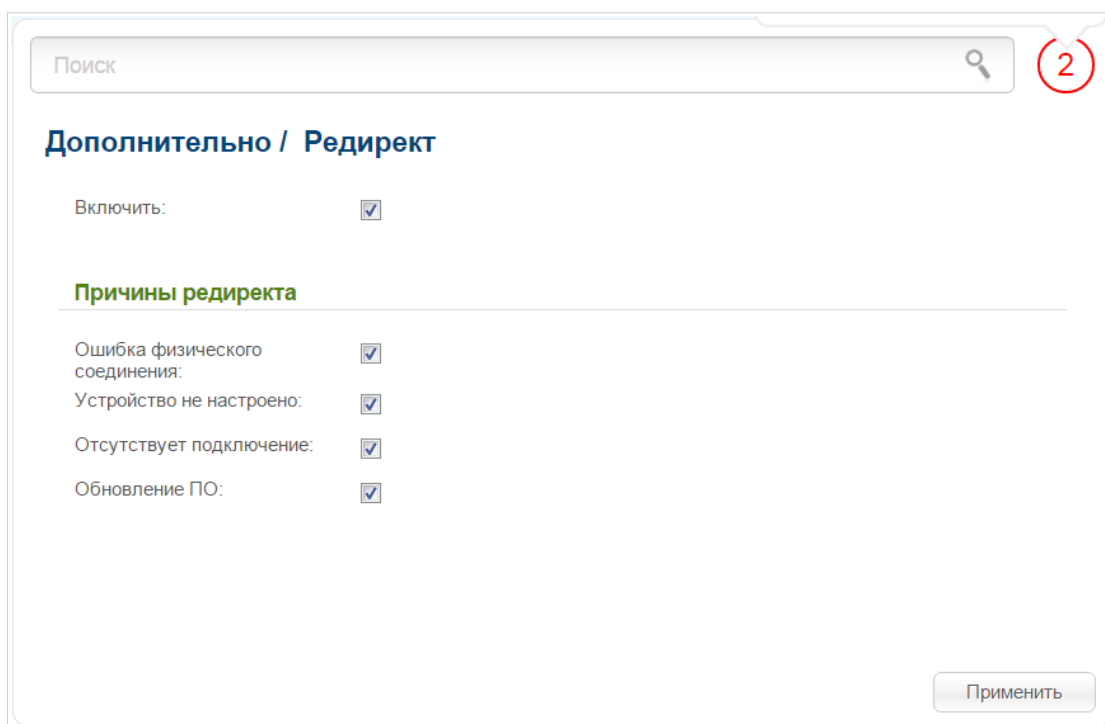 Поиск
2
Дополнительно / Редирект
Включить:
Причины редиректа
Ошибка физического
соединения:
Устройство не настроено:
Отсутствует подключение:
Обновление ПО:
Применить